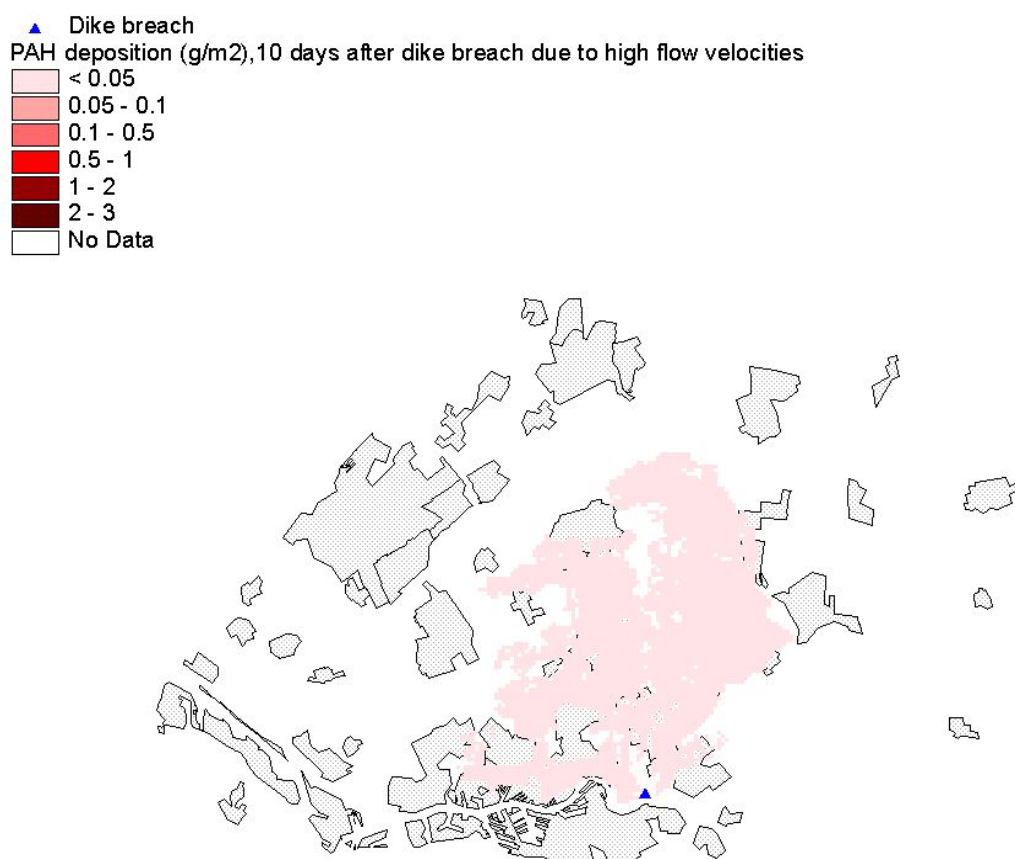 Dike breach
PAH deposition (g/m2),10 days after dike breach due to high flow velocities
< 0.05
0.05 - 0.1
0.1 - 0.5
0.5 - 1
1 - 2
2 - 3
No Data